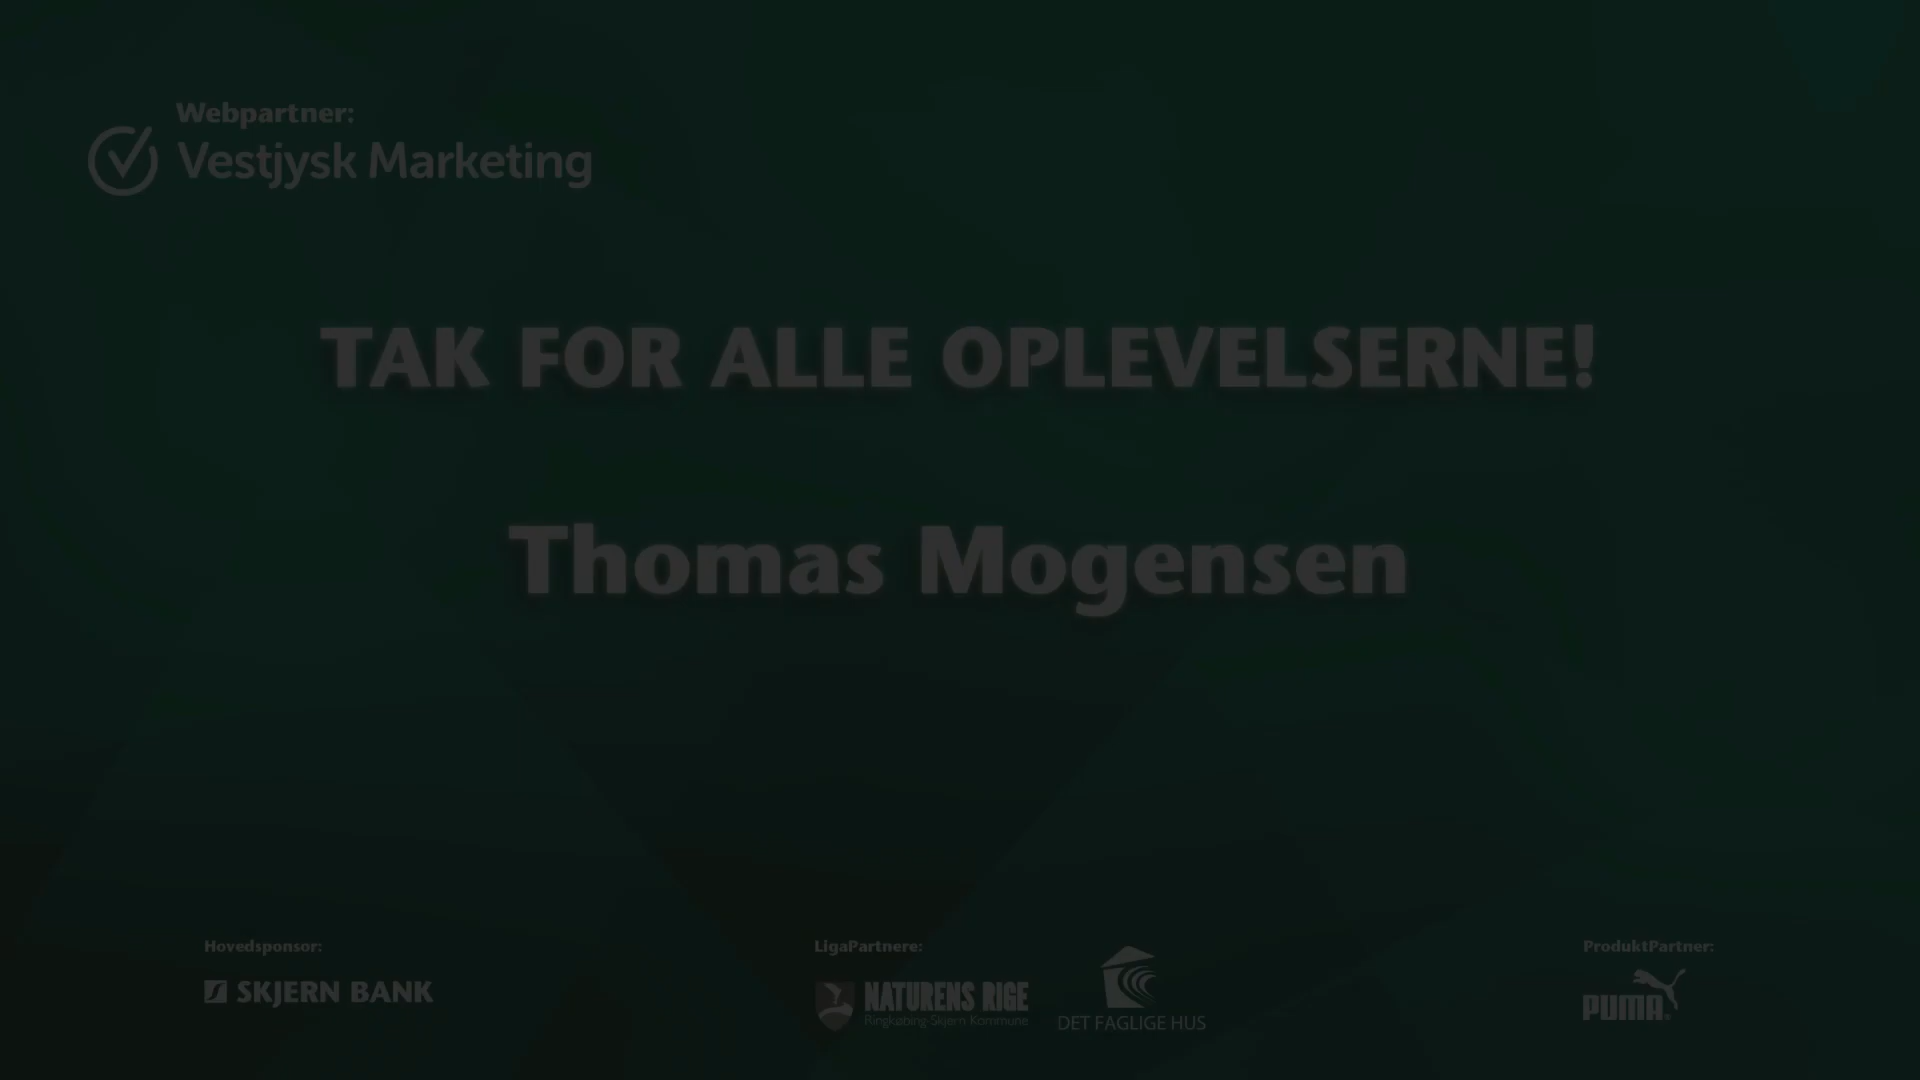 Webpartner:
Vestjysk Marketing
TAK FOR ALLE OPLEVELSERNE!
Thomas Mogensen
Hovedsponsor:
SKJERN BANK
LigaPartnere:
NATURENS RIGE
Ringkøbing-Skjern Kommune
DET FAGLIGE HUS
ProduktPartner:
PUMA